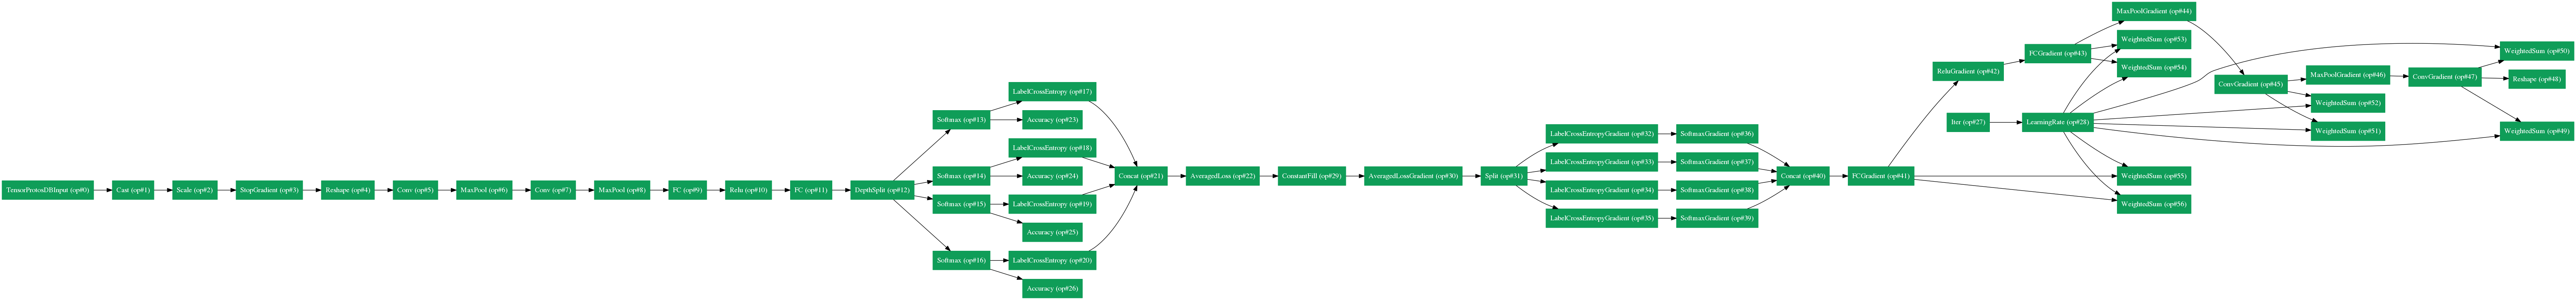 TensorProtosDBInput (op#0)
Cast (op#1)
Scale (op#2)
StopGradient (op#3)
Reshape (op#4)
Conv (op#5)
MaxPool (op#6)
Conv (op#7)
MaxPool (op#8)
FC (op#9)
Relu (op#10)
FC (op#11)
DepthSplit (op#12)
Softmax (op#13)
Softmax (op#14)
Softmax (op#15)
Softmax (op#16)
LabelCrossEntropy (op#17)
Accuracy (op#23)
LabelCrossEntropy (op#18)
Accuracy (op#24)
LabelCrossEntropy (op#19)
Accuracy (op#25)
LabelCrossEntropy (op#20)
Accuracy (op#26)
Concat (op#21)
AveragedLoss (op#22)
ConstantFill (op#29)
AveragedLossGradient (op#30)
Split (op#31)
LabelCrossEntropyGradient (op#32)
LabelCrossEntropyGradient (op#33)
LabelCrossEntropyGradient (op#34)
LabelCrossEntropyGradient (op#35)
SoftmaxGradient (op#36)
SoftmaxGradient (op#37)
SoftmaxGradient (op#38)
SoftmaxGradient (op#39)
Concat (op#40)
FCGradient (op#41)
ReluGradient (op#42)
Iter (op#27)
FCGradient (op#43)
LearningRate (op#28)
MaxPoolGradient (op#44)
WeightedSum (op#53)
WeightedSum (op#54)
WeightedSum (op#55)
WeightedSum (op#56)
ConvGradient (op#45)
MaxPoolGradient (op#46)
WeightedSum (op#52)
WeightedSum (op#51)
ConvGradient (op#47)
WeightedSum (op#50)
Reshape (op#48)
WeightedSum (op#49)